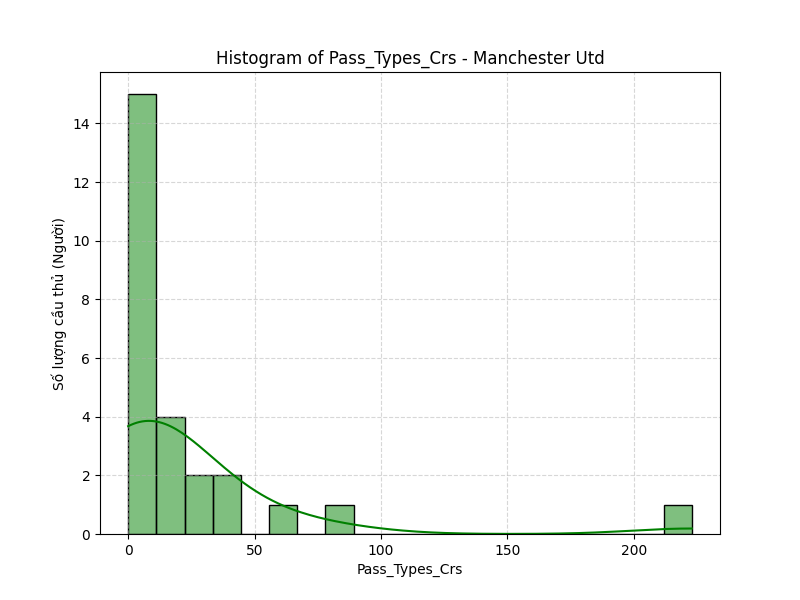 Histogram of Pass_Types_Crs - Manchester Utd
Số lượng cầu thủ (Người)
14
12
10
8
6
4
2
0
0 50 100 150 200
Pass_Types_Crs